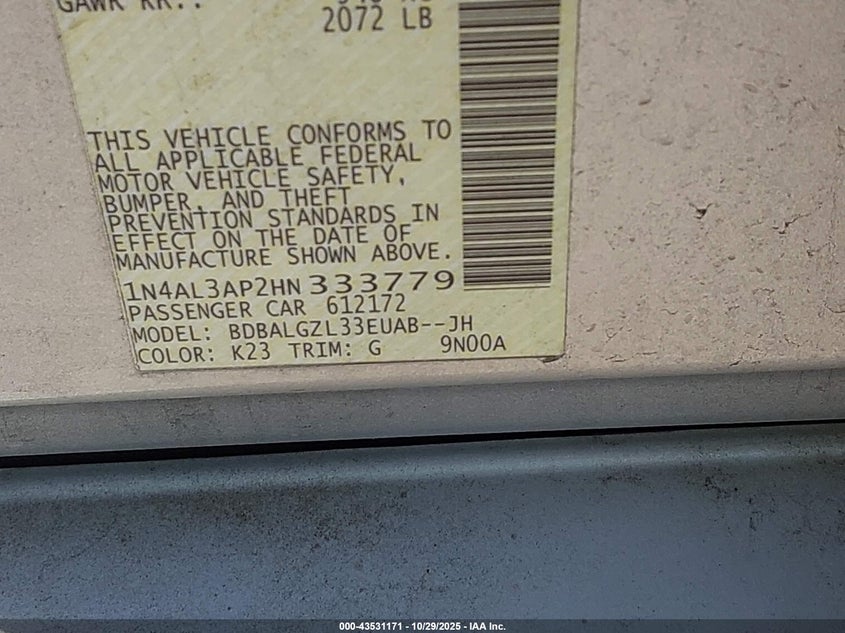 2072 LB
THIS VEHICLE CONFORMS TO
ALL APPLICABLE FEDERAL
MOTOR VEHICLE SAFETY,
BUMPER, AND THEFT
PREVENTION STANDARDS IN
EFFECT ON THE DATE OF
MANUFACTURE SHOWN ABOVE.
1N4AL3AP2HN333779
PASSENGER CAR 612172
MODEL: BDBALGZL33EUAB--JH
COLOR: K23 TRIM: G 9N00A
000-43531171 - 10/29/2025 - IAA Inc.